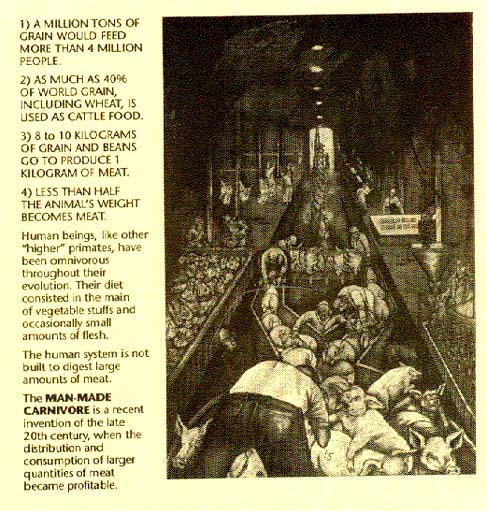 1) A MILLION TONS OF
GRAIN WOULD FEED
MORE THAN 4 MILLION
PEOPLE.
2) AS MUCH AS 40%
OF WORLD GRAIN,
INCLUDING WHEAT, IS
USED AS CATTLE FOOD.
3) 8 to 10 KILOGRAMS
OF GRAIN AND BEANS
GO TO PRODUCE 1
KILOGRAM OF MEAT.
4) LESS THAN HALF
THE ANIMAL'S WEIGHT
BECOMES MEAT.
Human beings, like other
"higher" primates, have
been omnivorous
throughout their
evolution. Their diet
consisted in the main
of vegetable stuffs and
occasionally small
amounts of flesh.
The human system is not
built to digest large
amounts of meat.
The MAN-MADE
CARNIVORE is a recent
invention of the late
20th century, when the
distribution and
consumption of larger
quantities of meat
became profitable.